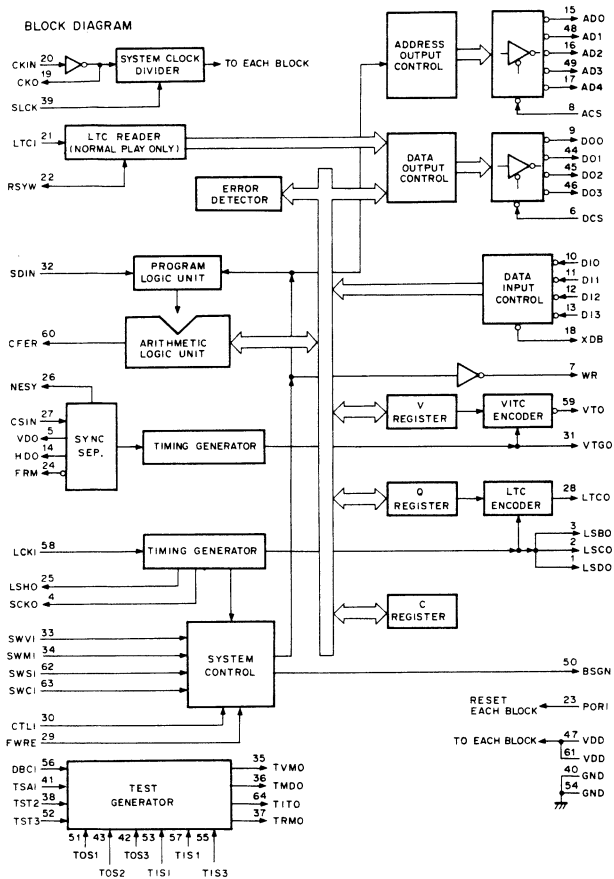 BLOCK DIAGRAM
CKIN 20
CKO 19
SYSTEM CLOCK
DIVIDER
TO EACH BLOCK
SLCK 39
LTCI 21
LTC READER
(NORMAL PLAY ONLY)
RSYW 22
ERROR
DETECTOR
ADDRESS
OUTPUT
CONTROL
15 AD0
48 AD1
16 AD2
49 AD3
17 AD4
8 ACS
DATA
OUTPUT
CONTROL
9 DO0
44 DO1
45 DO2
46 DO3
6 DCS
SDIN 32
PROGRAM
LOGIC UNIT
CFER 60
ARITHMETIC
LOGIC UNIT
DATA
INPUT
CONTROL
10 DI0
11 DI1
12 DI2
13 DI3
18 XDB
7 WR
NESY 26
CSIN 27
VDO 5
HDO 14
FRM 24
SYNC
SEP.
TIMING GENERATOR
V
REGISTER
VITC
ENCODER
59 VTO
31 VTGO
Q
REGISTER
LTC
ENCODER
28 LTCO
3 LSBO
2 LSCO
1 LSDO
LCKI 58
TIMING GENERATOR
LSHO 25
SCKO 4
C
REGISTER
SWVI 33
SWMI 34
SWSI 62
SWCI 63
SYSTEM
CONTROL
CTLI 30
FWRE 29
50 BSGN
RESET
EACH BLOCK
23 PORI
TO EACH BLOCK
47 VDD
61 VDD
40 GND
54 GND
DBCI 56
TSAI 41
TST2 38
TST3 52
TEST
GENERATOR
35 TVMO
36 TMDO
64 TITO
37 TRMO
51 43 42 53 57 55
TOS1 TOS3 TIS1
TOS2 TISI TIS3